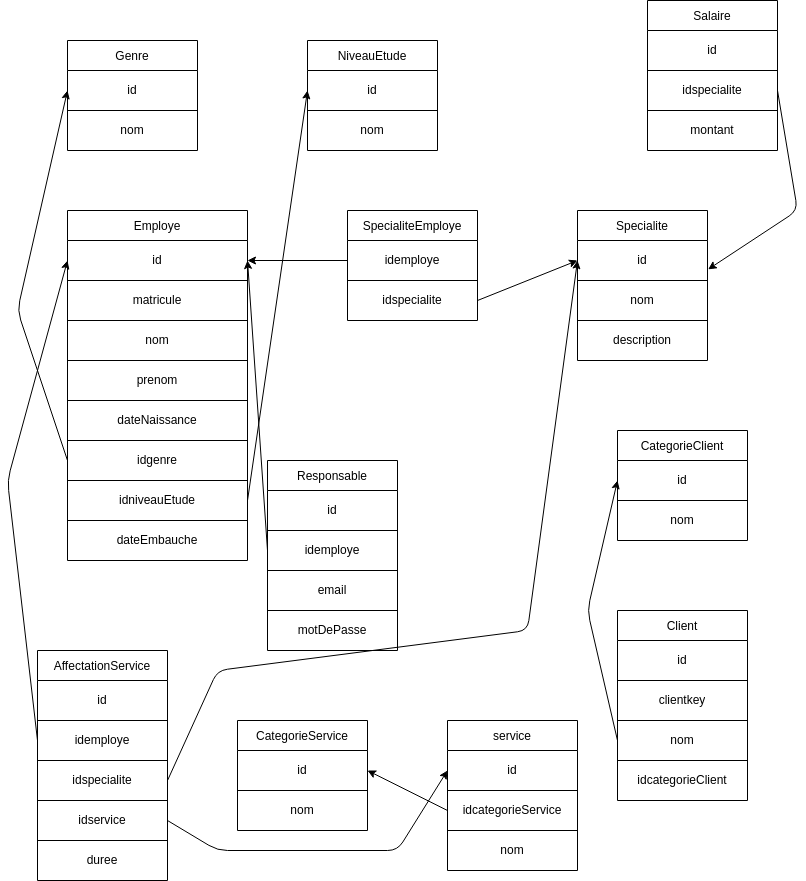 Salaire
id
idspecialite
montant
Genre
id
nom
NiveauEtude
id
nom
Employe
id
matricule
nom
prenom
dateNaissance
idgenre
idniveauEtude
dateEmbauche
SpecialiteEmploye
idemploye
idspecialite
Specialite
id
nom
description
CategorieClient
id
nom
Responsable
id
idemploye
email
motDePasse
Client
id
clientkey
nom
idcategorieClient
AffectationService
id
idemploye
idspecialite
idservice
duree
CategorieService
id
nom
service
id
idcategorieService
nom